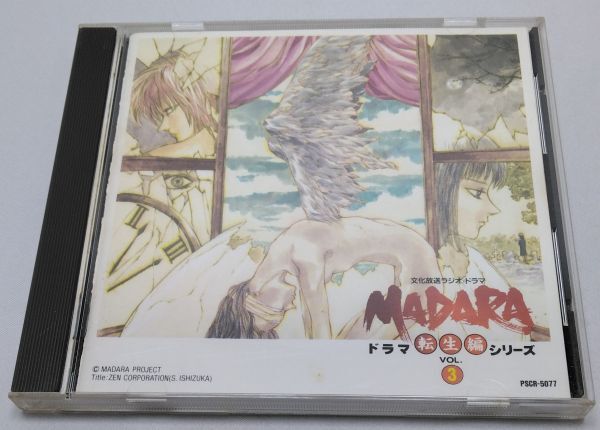 文化放送ラジオ・ドラマ
MADARA
ドラマ転生編シリーズ
VOL.
3
© MADARA PROJECT
Title: ZEN CORPORATION(S. ISHIZUKA)
PSCR-5077